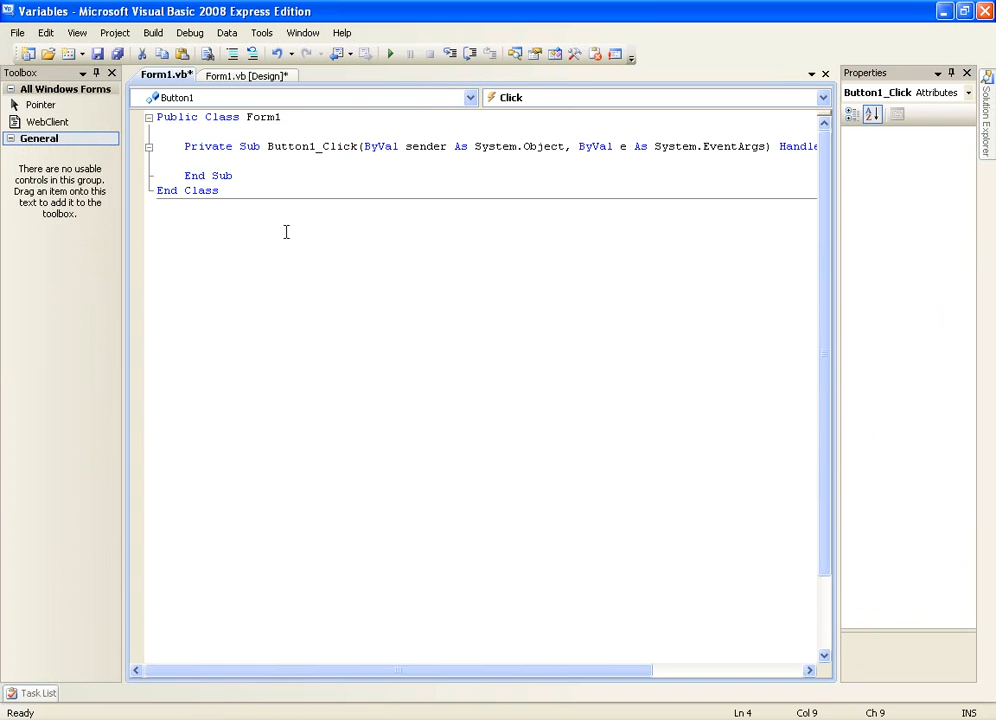 Variables - Microsoft Visual Basic 2008 Express Edition
File Edit View Project Build Debug Data Tools Window Help
Toolbox
All Windows Forms
Pointer
WebClient
General
There are no usable
controls in this group.
Drag an item onto this
text to add it to the
toolbox.
Form1.vb* Form1.vb [Design]*
Button1 Click
Public Class Form1
Private Sub Button1_Click(ByVal sender As System.Object, ByVal e As System.EventArgs) Handle
End Sub
End Class
Properties
Button1_Click Attributes
Solution Explorer
Task List
Ready Ln 4 Col 9 Ch 9 INS